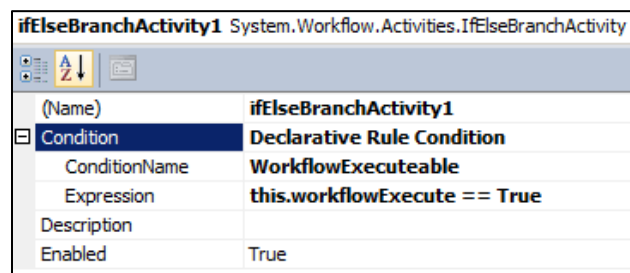 ifElseBranchActivity1 System.Workflow.Activities.IfElseBranchActivity
A
Z
(Name) ifElseBranchActivity1
Condition Declarative Rule Condition
ConditionName WorkflowExecuteable
Expression this.workflowExecute == True
Description
Enabled True